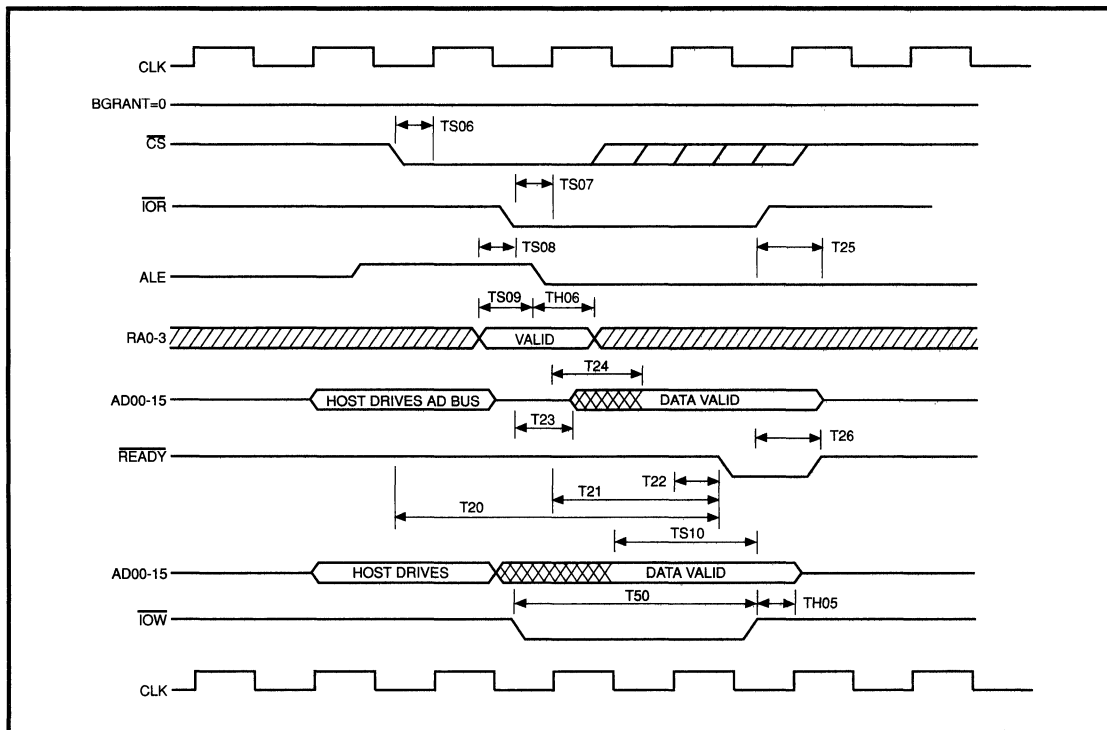 CLK
BGRANT=0
TS06
CS
TS07
IOR
TS08
T25
ALE
TS09
TH06
RA0-3
VALID
T24
AD00-15
HOST DRIVES AD BUS
DATA VALID
T23
T26
READY
T22
T21
T20
TS10
AD00-15
HOST DRIVES
DATA VALID
T50
TH05
IOW
CLK